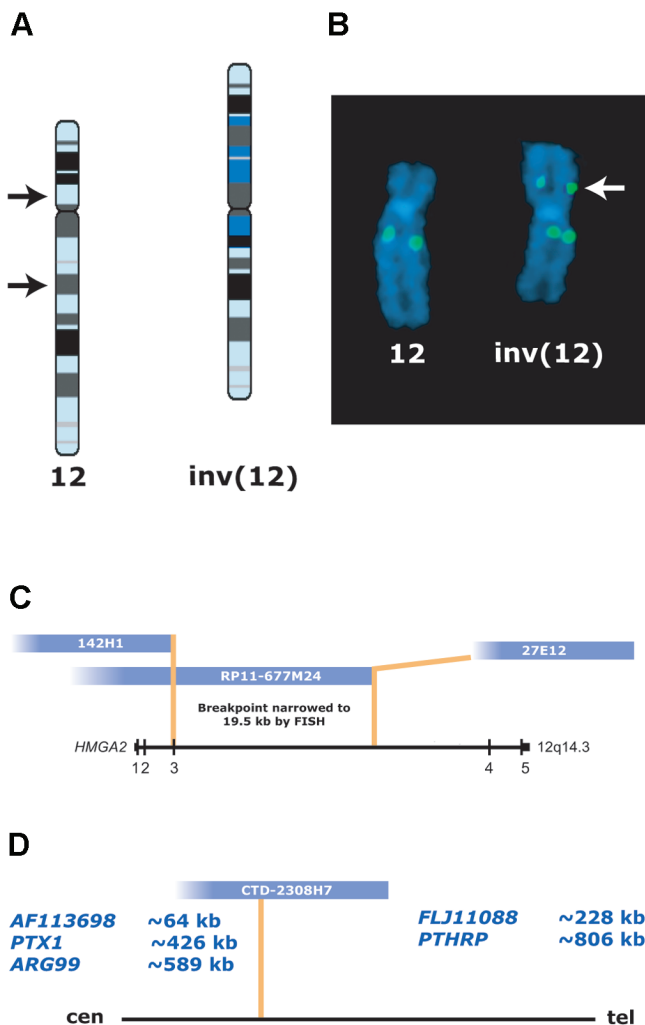 A
B
12
inv(12)
12
inv(12)
C
142H1
27E12
RP11-677M24
Breakpoint narrowed to
19.5 kb by FISH
HMGA2
12q14.3
1 2 3 4 5
D
CTD-2308H7
AF113698 ~64 kb
PTX1 ~426 kb
ARG99 ~589 kb
FLJ11088 ~228 kb
PTHRP ~806 kb
cen
tel